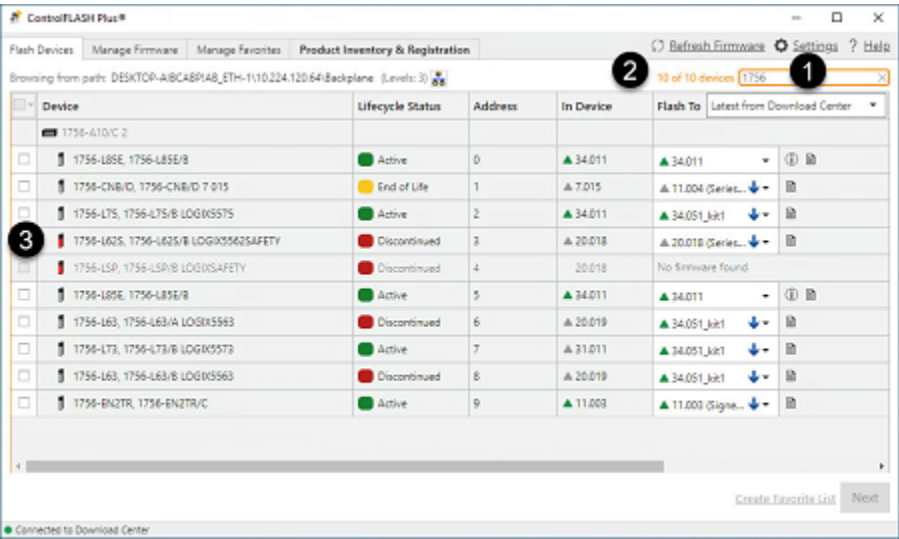 ControlFLASH Plus®
Flash Devices Manage Firmware Manage Favorites Product Inventory & Registration Refresh Firmware Settings ? Help
Browsing from path: DESKTOP-AIBCABP\AB_ETH-1\10.224.120.64\Backplane (Levels: 3) 2 10 of 10 devices 1756 1
Device Lifecycle Status Address In Device Flash To Latest from Download Center
1756-A10/C 2
1756-L85E, 1756-L85E/B Active 0 34.011 34.011
1756-CNB/D, 1756-CNB/D 7.015 End of Life 1 7.015 11.004 (Series...
1756-L75, 1756-L75/B LOGIX5575 Active 2 34.011 34.051_kit1
3 1756-L62S, 1756-L62S/B LOGIX5562SAFETY Discontinued 3 20.018 20.018 (Series...
1756-LSP, 1756-LSP/B LOGIXSAFETY Discontinued 4 20.018 No firmware found
1756-L85E, 1756-L85E/B Active 5 34.011 34.011
1756-L63, 1756-L63/A LOGIX5563 Discontinued 6 20.019 34.051_kit1
1756-L73, 1756-L73/B LOGIX5573 Active 7 31.011 34.051_kit1
1756-L63, 1756-L63/B LOGIX5563 Discontinued 8 20.019 34.051_kit1
1756-EN2TR, 1756-EN2TR/C Active 9 11.003 11.003 (Signe...
Create Favorite List Next
Connected to Download Center